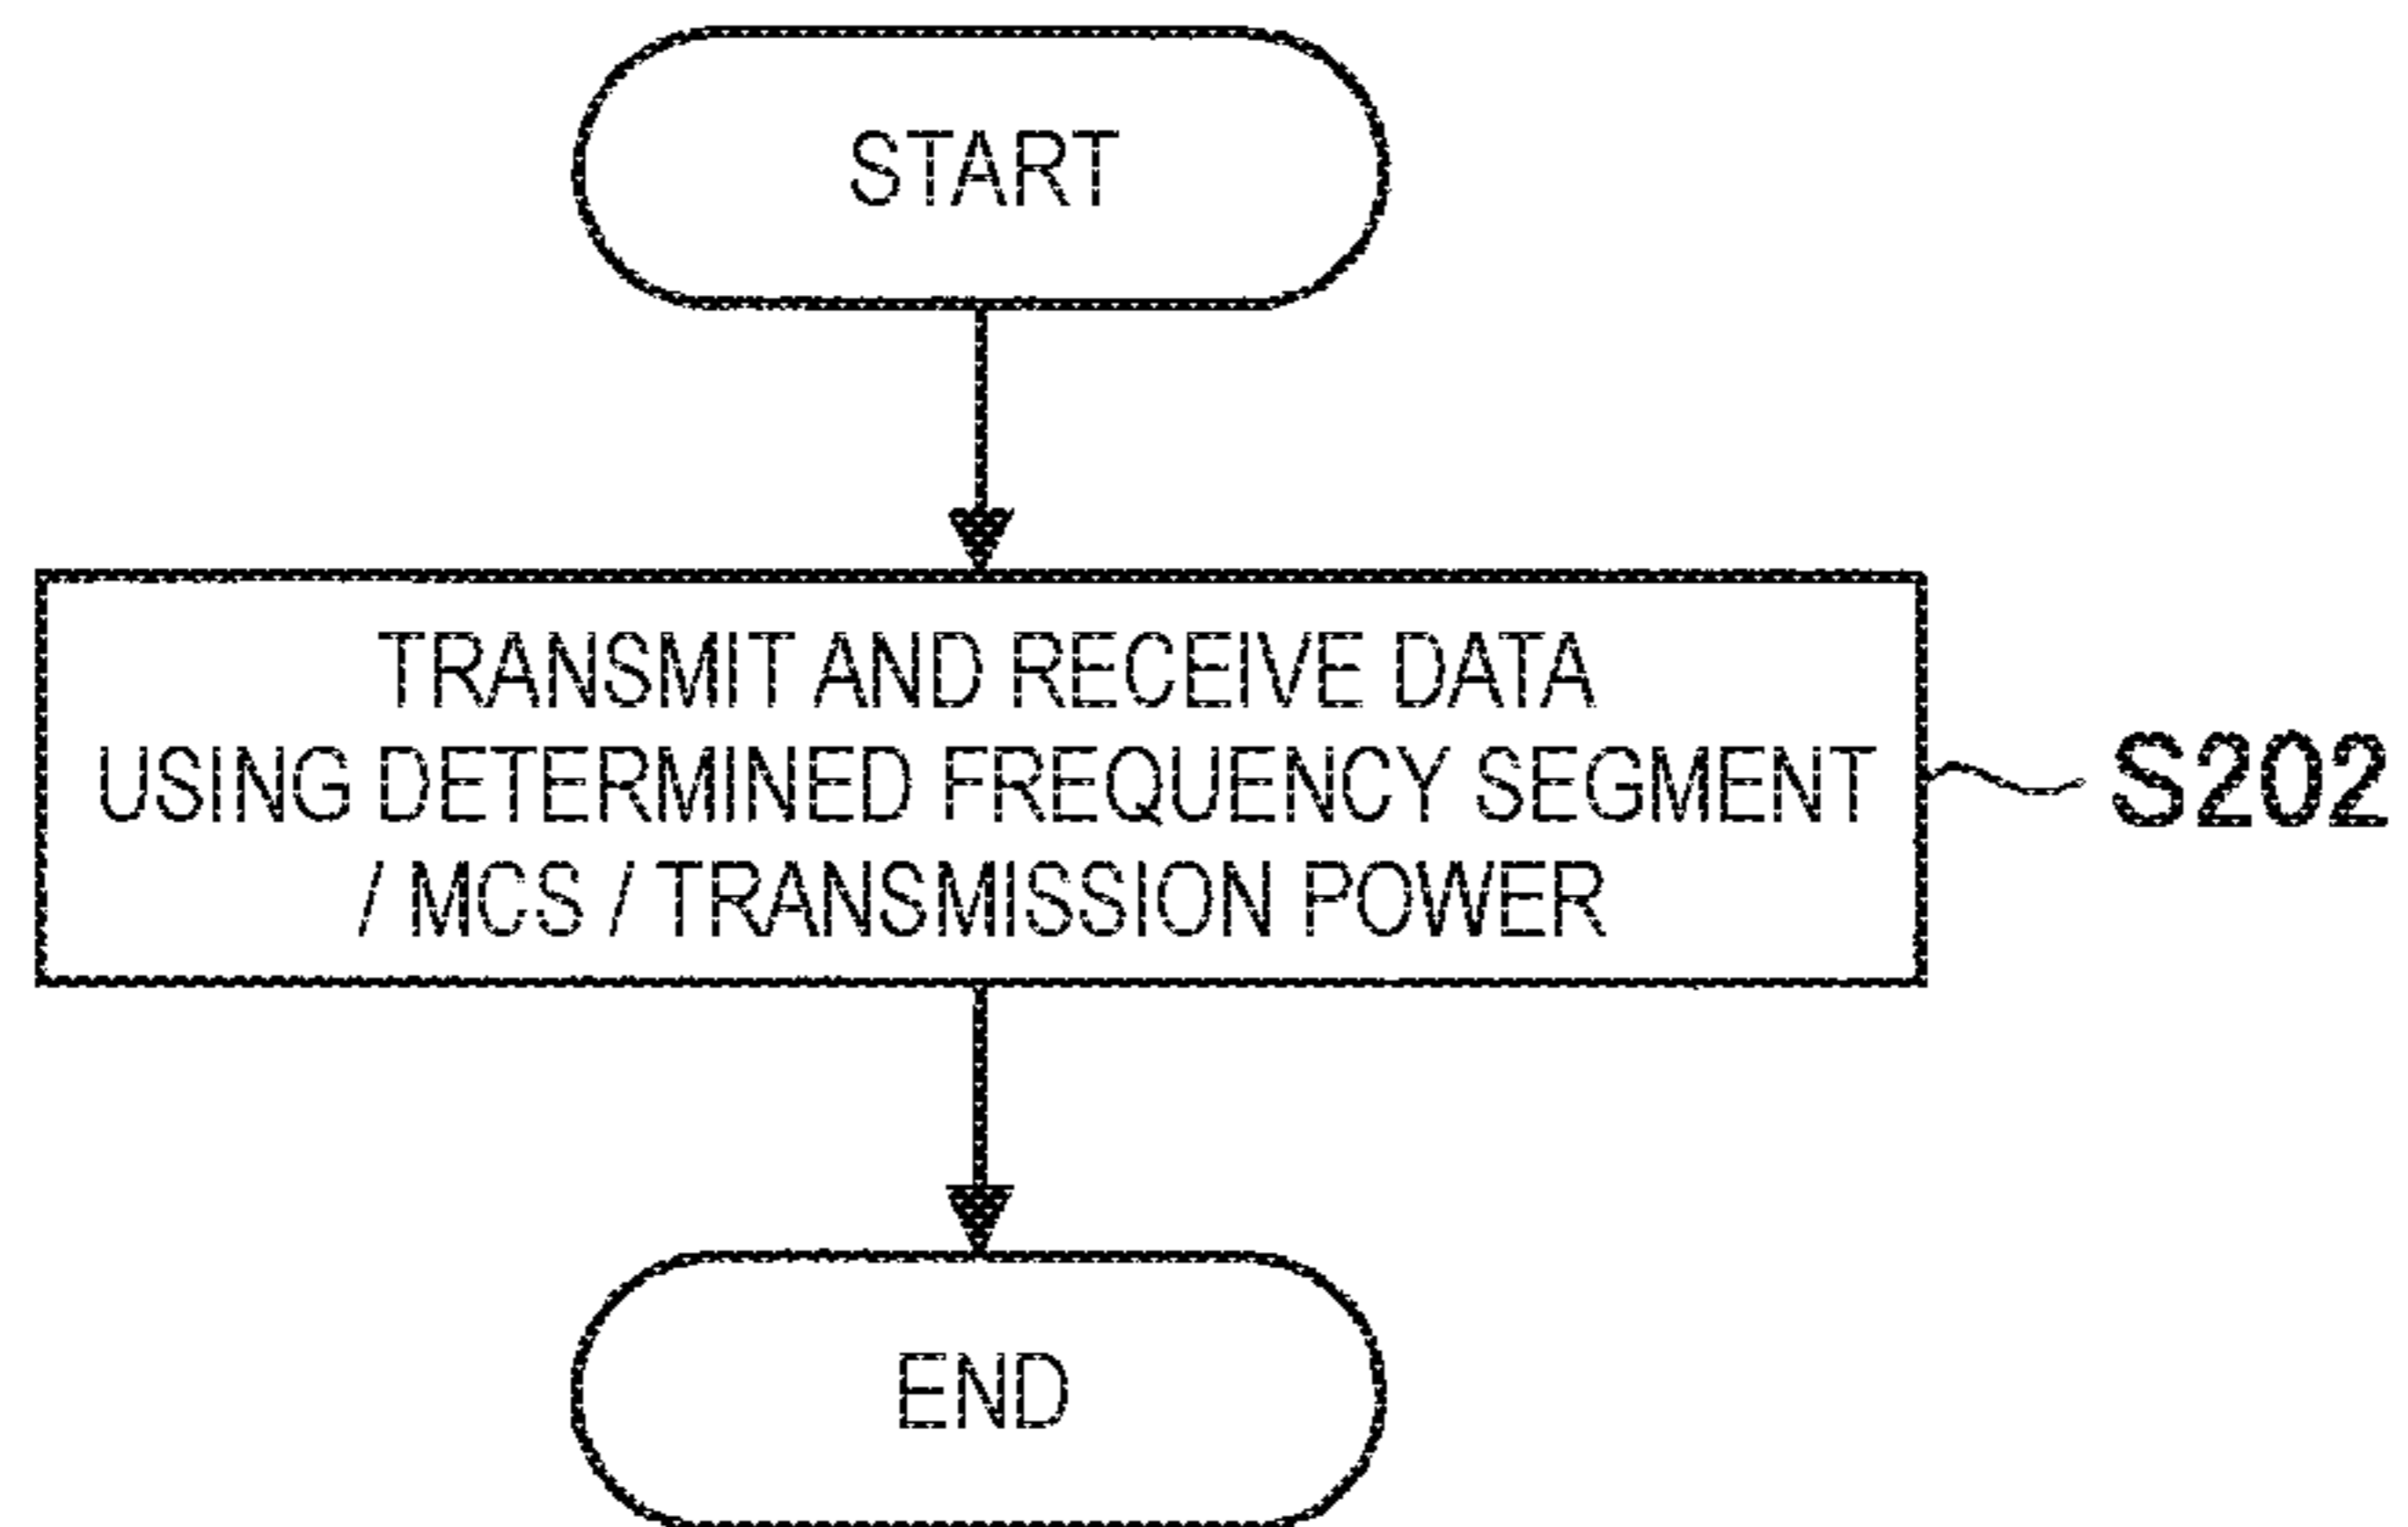 START
TRANSMIT AND RECEIVE DATA
USING DETERMINED FREQUENCY SEGMENT
/ MCS / TRANSMISSION POWER
S202
END